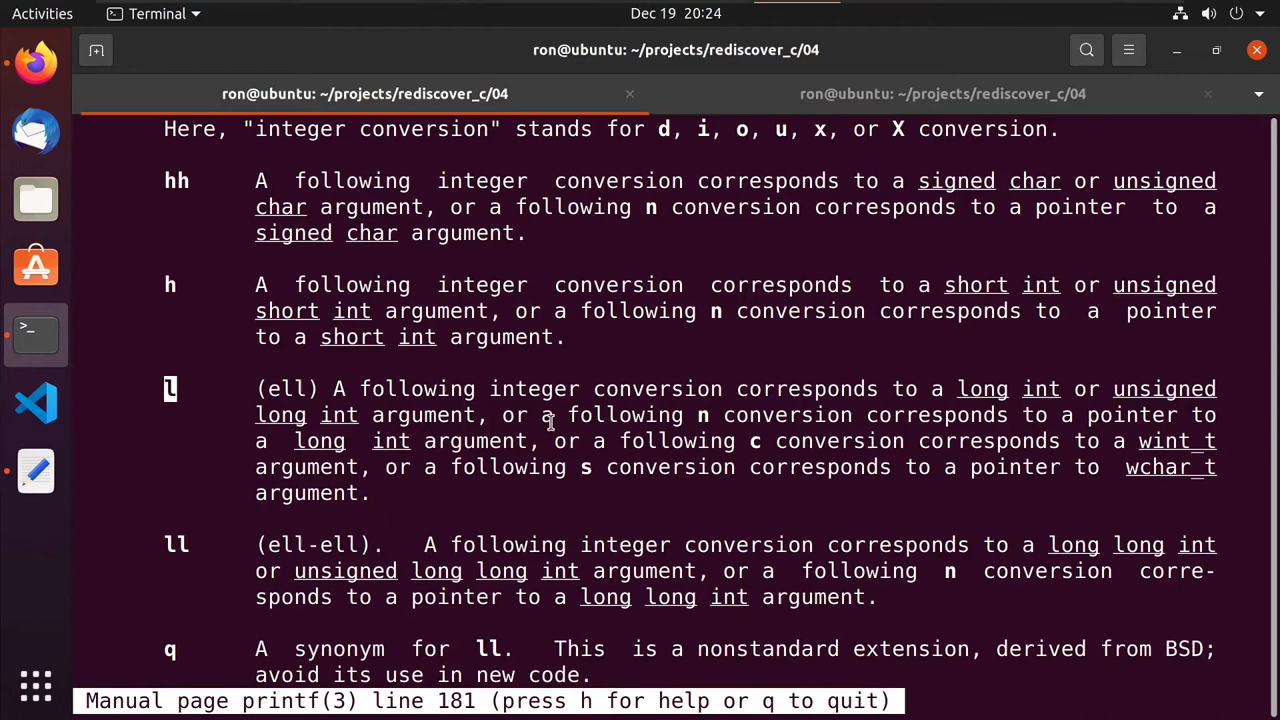 Activities
Terminal
Dec 19 20:24
ron@ubuntu: ~/projects/rediscover_c/04
ron@ubuntu: ~/projects/rediscover_c/04
ron@ubuntu: ~/projects/rediscover_c/04
Here, "integer conversion" stands for d, i, o, u, x, or X conversion.
hh A following integer conversion corresponds to a signed char or unsigned
char argument, or a following n conversion corresponds to a pointer to a
signed char argument.
h A following integer conversion corresponds to a short int or unsigned
short int argument, or a following n conversion corresponds to a pointer
to a short int argument.
l (ell) A following integer conversion corresponds to a long int or unsigned
long int argument, or a following n conversion corresponds to a pointer to
a long int argument, or a following c conversion corresponds to a wint_t
argument, or a following s conversion corresponds to a pointer to wchar_t
argument.
ll (ell-ell). A following integer conversion corresponds to a long long int
or unsigned long long int argument, or a following n conversion corre-
sponds to a pointer to a long long int argument.
q A synonym for ll. This is a nonstandard extension, derived from BSD;
avoid its use in new code.
Manual page printf(3) line 181 (press h for help or q to quit)